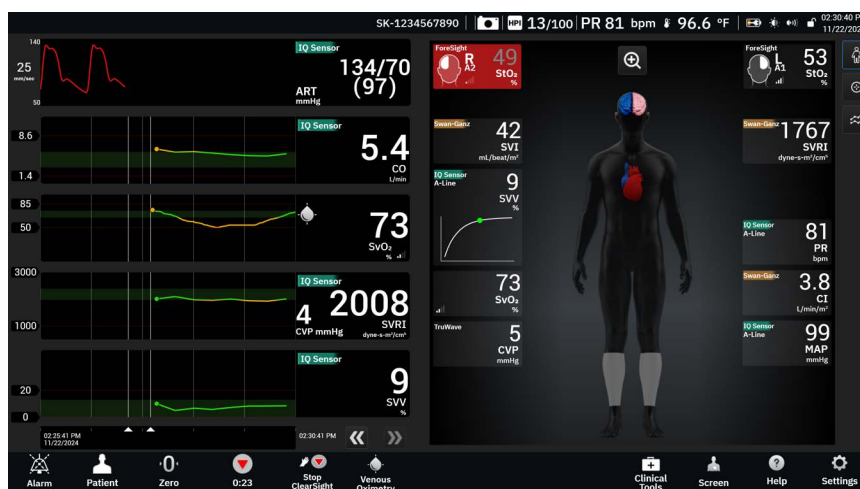 SK-1234567890 HPI 13/100 PR 81 bpm 96.6 °F 02:30:40 P
11/22/202
140
25
mm/sec
50
IQ Sensor
134/70
(97)
ART
mmHg
8.6
1.4
IQ Sensor
5.4
CO
L/min
85
50
73
SvO₂
%
3000
1000
IQ Sensor
4 2008
CVP mmHg SVRI
dyne-s-m²/cm⁵
20
0
IQ Sensor
9
SVV
%
02:25:41 PM
11/22/2024
02:30:41 PM
ForeSight
R
A2
49
StO₂
%
ForeSight
L
A1
53
StO₂
%
Swan-Ganz
42
SVI
mL/beat/m²
Swan-Ganz
1767
SVRI
dyne-s-m²/cm⁵
IQ Sensor
A-Line
9
SVV
%
IQ Sensor
A-Line
81
PR
bpm
73
SvO₂
%
Swan-Ganz
3.8
CI
L/min/m²
TruWave
5
CVP
mmHg
IQ Sensor
A-Line
99
MAP
mmHg
Alarm
Patient
-0-
Zero
0:23
Stop
ClearSight
Venous
Oximetry
Clinical
Tools
Screen
?
Help
Settings